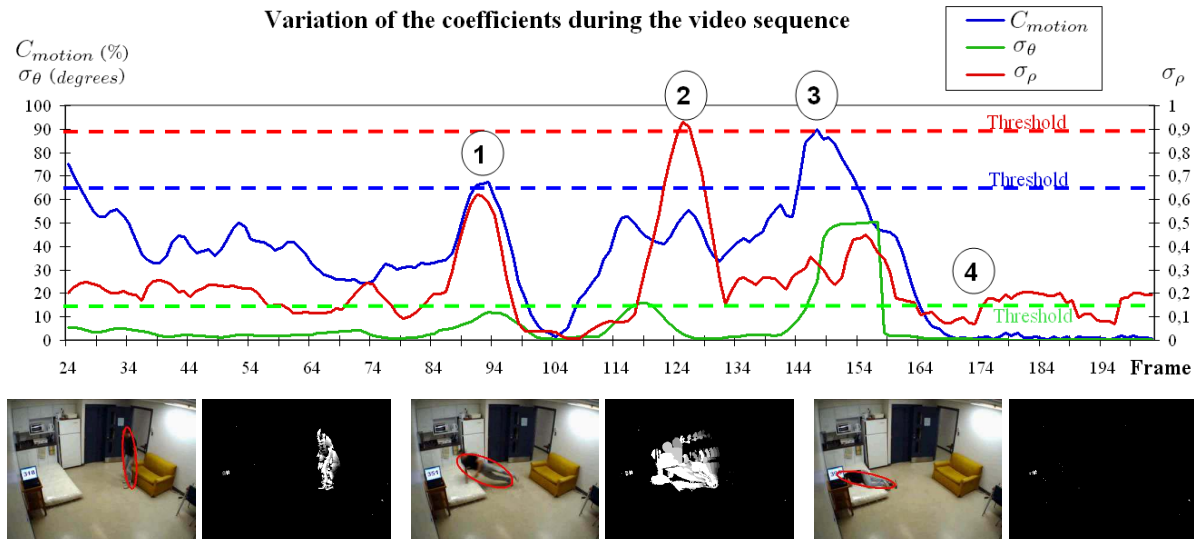 Variation of the coefficients during the video sequence
C_motion
σ_θ
σ_ρ
C_motion (%)
σ_θ (degrees)
σ_ρ
1
2
3
4
Threshold
Threshold
Threshold
100
90
80
70
60
50
40
30
20
10
0
1
0,9
0,8
0,7
0,6
0,5
0,4
0,3
0,2
0,1
0
24 34 44 54 64 74 84 94 104 114 124 134 144 154 164 174 184 194 Frame
318
351